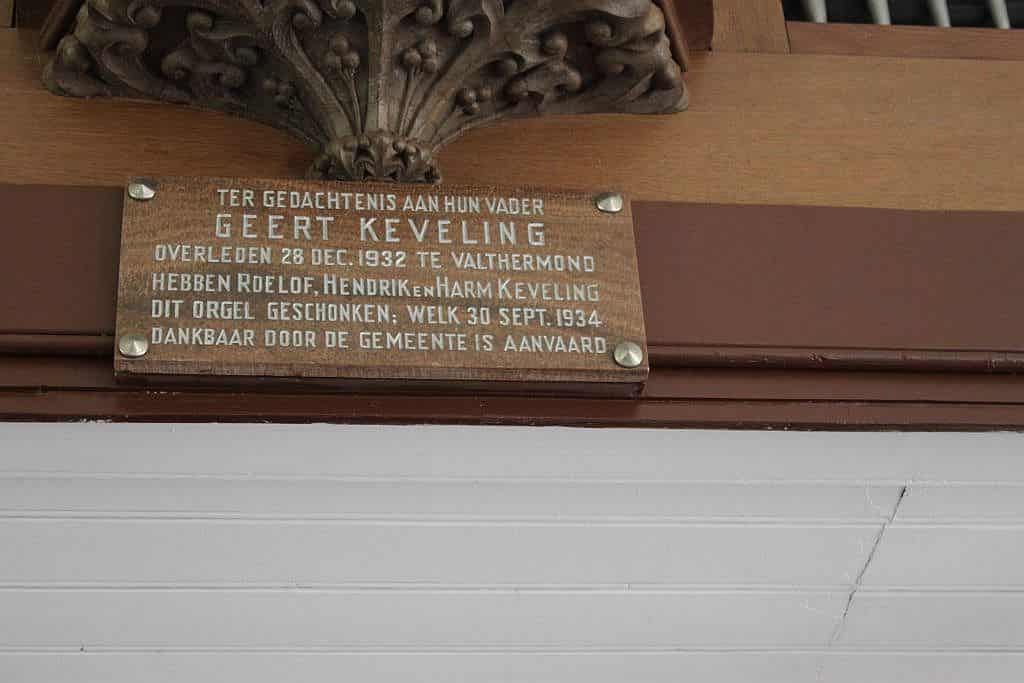 TER GEDACHTENIS AAN HUN VADER
GEERT KEVELING
OVERLEDEN 28 DEC. 1932 TE VALTHERMOND
HEBBEN ROELOF, HENDRIK EN HARM KEVELING
DIT ORGEL GESCHONKEN; WELK 30 SEPT. 1934
DANKBAAR DOOR DE GEMEENTE IS AANVAARD